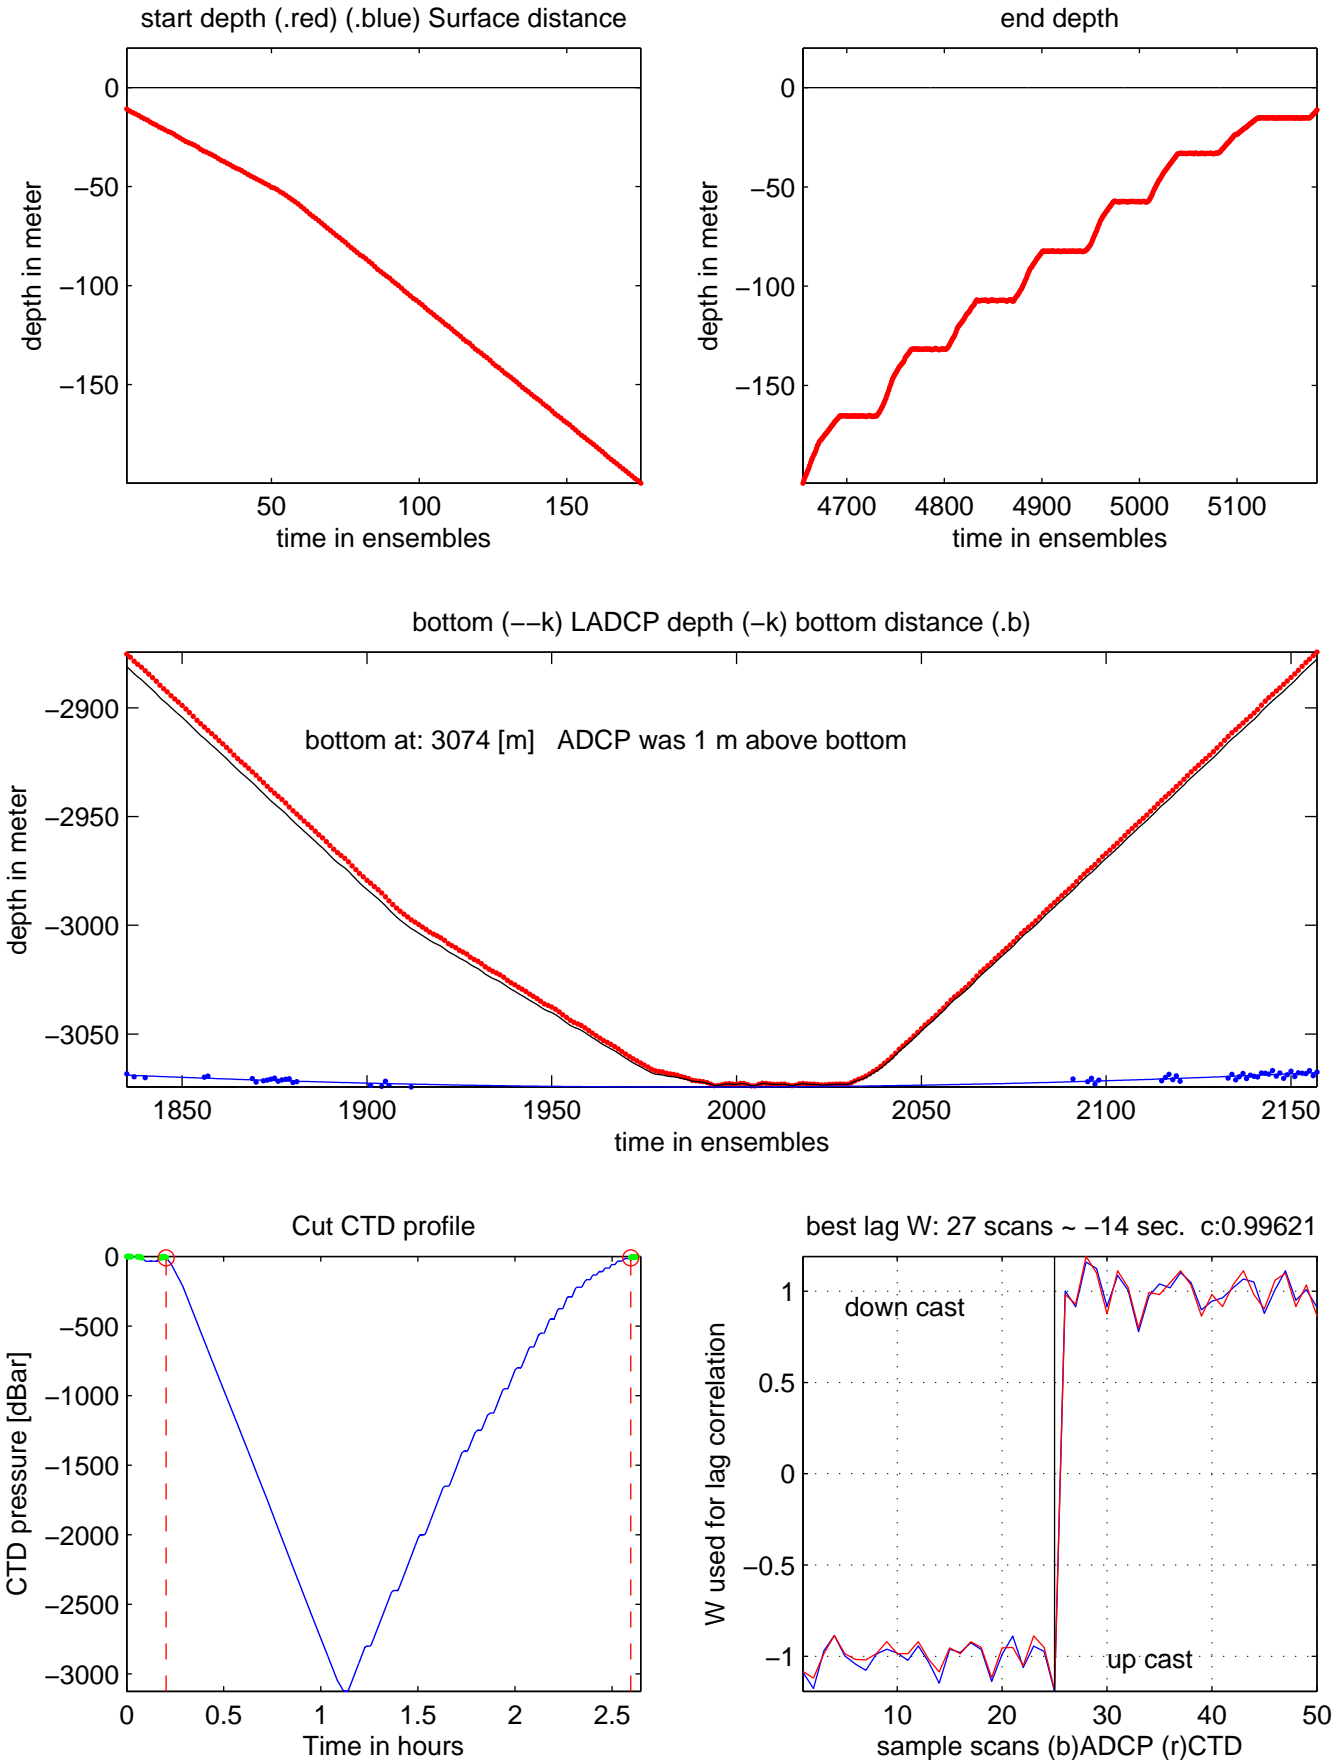 start depth (.red) (.blue) Surface distance
0
−50
−100
−150
depth in meter
50 100 150
time in ensembles
end depth
0
−50
−100
−150
depth in meter
4700 4800 4900 5000 5100
time in ensembles
bottom (−−k) LADCP depth (−k) bottom distance (.b)
−2900
−2950
−3000
−3050
depth in meter
bottom at: 3074 [m] ADCP was 1 m above bottom
1850 1900 1950 2000 2050 2100 2150
time in ensembles
Cut CTD profile
0
−500
−1000
−1500
−2000
−2500
−3000
CTD pressure [dBar]
0 0.5 1 1.5 2 2.5
Time in hours
best lag W: 27 scans ~ −14 sec. c:0.99621
1
0.5
0
−0.5
−1
W used for lag correlation
down cast
up cast
10 20 30 40 50
sample scans (b)ADCP (r)CTD